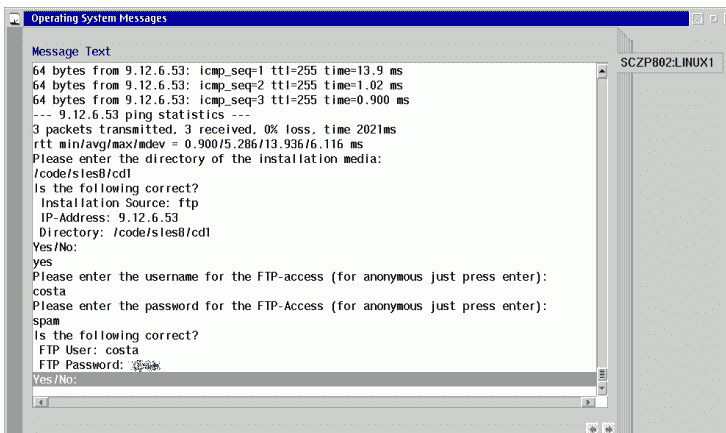 Operating System Messages
Message Text
SCZP802:LINUX1
64 bytes from 9.12.6.53: icmp_seq=1 ttl=255 time=13.9 ms
64 bytes from 9.12.6.53: icmp_seq=2 ttl=255 time=1.02 ms
64 bytes from 9.12.6.53: icmp_seq=3 ttl=255 time=0.900 ms
--- 9.12.6.53 ping statistics ---
3 packets transmitted, 3 received, 0% loss, time 2021ms
rtt min/avg/max/mdev = 0.900/5.286/13.936/6.116 ms
Please enter the directory of the installation media:
/code/sles8/cd1
Is the following correct?
Installation Source: ftp
IP-Address: 9.12.6.53
Directory: /code/sles8/cd1
Yes/No:
yes
Please enter the username for the FTP-access (for anonymous just press enter):
costa
Please enter the password for the FTP-Access (for anonymous just press enter):
spam
Is the following correct?
FTP User: costa
FTP Password:
Yes/No: